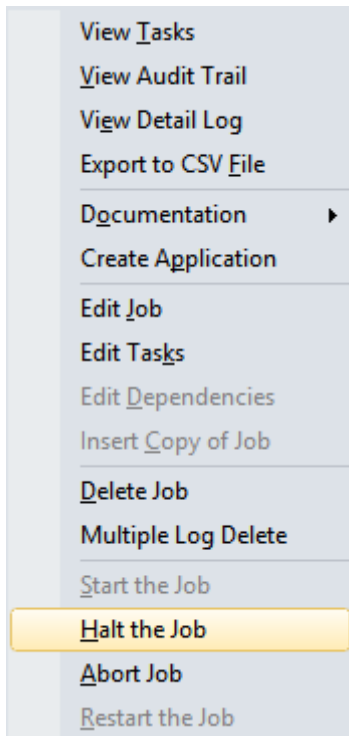 View Tasks
View Audit Trail
View Detail Log
Export to CSV File
Documentation
Create Application
Edit Job
Edit Tasks
Edit Dependencies
Insert Copy of Job
Delete Job
Multiple Log Delete
Start the Job
Halt the Job
Abort Job
Restart the Job